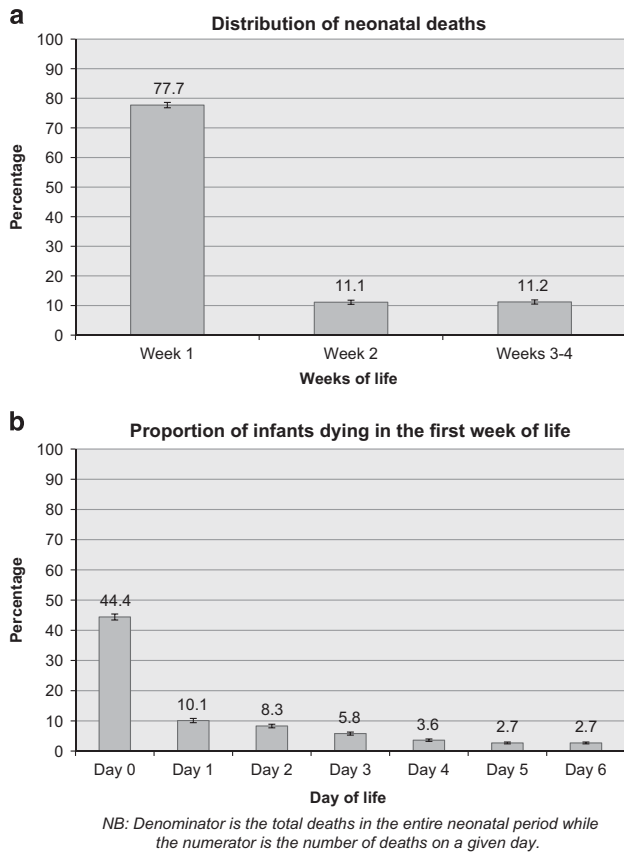 a
Distribution of neonatal deaths
100
90
80
70
60
50
40
30
20
10
0
Percentage
77.7
11.1
11.2
Week 1
Week 2
Weeks 3-4
Weeks of life
b
Proportion of infants dying in the first week of life
100
90
80
70
60
50
40
30
20
10
0
Percentage
44.4
10.1
8.3
5.8
3.6
2.7
2.7
Day 0
Day 1
Day 2
Day 3
Day 4
Day 5
Day 6
Day of life
NB: Denominator is the total deaths in the entire neonatal period while
the numerator is the number of deaths on a given day.